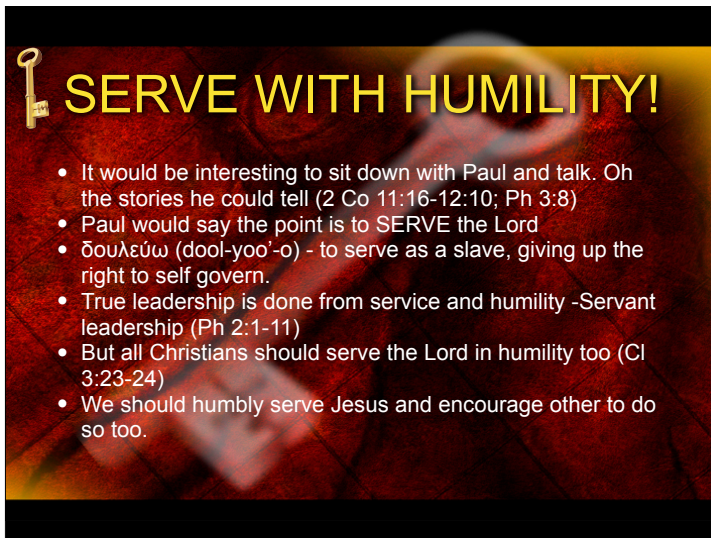 SERVE WITH HUMILITY!
• It would be interesting to sit down with Paul and talk. Oh
the stories he could tell (2 Co 11:16-12:10; Ph 3:8)
• Paul would say the point is to SERVE the Lord
• δουλεύω (dool-yoo’-o) - to serve as a slave, giving up the
right to self govern.
• True leadership is done from service and humility -Servant
leadership (Ph 2:1-11)
• But all Christians should serve the Lord in humility too (Cl
3:23-24)
• We should humbly serve Jesus and encourage other to do
so too.